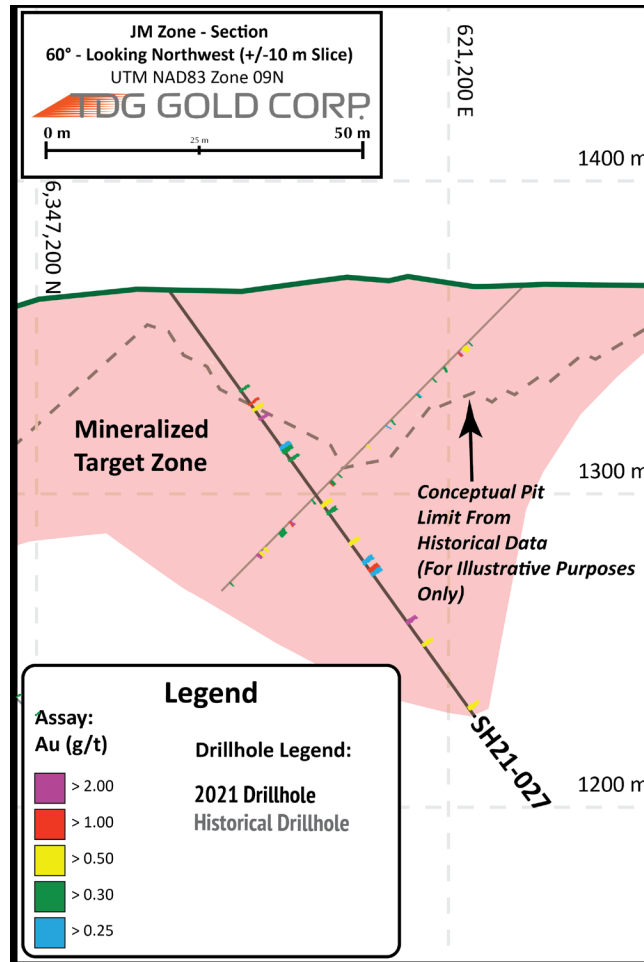 JM Zone - Section
60° - Looking Northwest (+/-10 m Slice)
UTM NAD83 Zone 09N
TDG GOLD CORP.
0 m
25 m
50 m
621,200 E
6,347,200 N
1400 m
Mineralized
Target Zone
1300 m
Conceptual Pit
Limit From
Historical Data
(For Illustrative Purposes
Only)
SH21-027
1200 m
Legend
Assay:
Au (g/t)
> 2.00
> 1.00
> 0.50
> 0.30
> 0.25
Drillhole Legend:
2021 Drillhole
Historical Drillhole